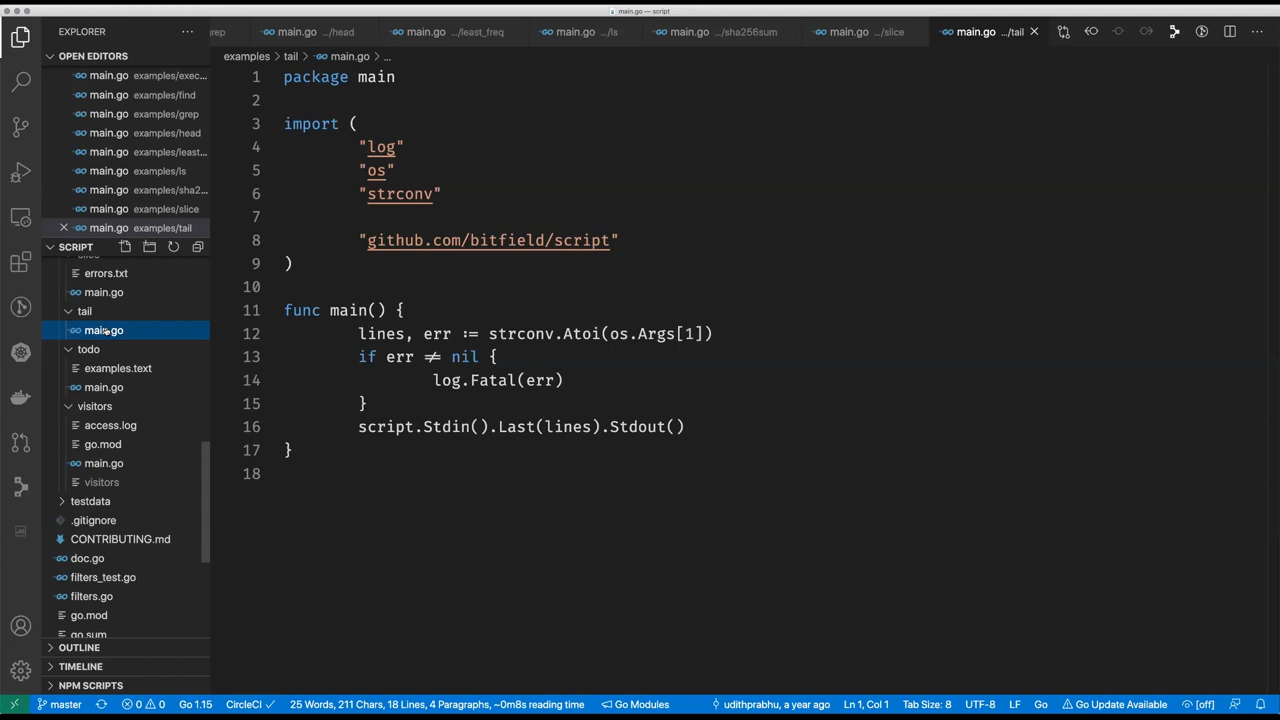 main.go — script
EXPLORER
OPEN EDITORS
main.go examples/exec...
main.go examples/find
main.go examples/grep
main.go examples/head
main.go examples/least...
main.go examples/ls
main.go examples/sha2...
main.go examples/slice
main.go examples/tail
SCRIPT
errors.txt
main.go
tail
main.go
todo
examples.text
main.go
visitors
access.log
go.mod
main.go
visitors
testdata
.gitignore
CONTRIBUTING.md
doc.go
filters_test.go
filters.go
go.mod
go.sum
OUTLINE
TIMELINE
NPM SCRIPTS
rep main.go .../head main.go .../least_freq main.go .../ls main.go .../sha256sum main.go .../slice main.go .../tail
examples > tail > main.go > ...
1 package main
2
3 import (
4 "log"
5 "os"
6 "strconv"
7
8 "github.com/bitfield/script"
9 )
10
11 func main() {
12 lines, err := strconv.Atoi(os.Args[1])
13 if err ≠ nil {
14 log.Fatal(err)
15 }
16 script.Stdin().Last(lines).Stdout()
17 }
18
master 0 0 Go 1.15 CircleCI ✓ 25 Words, 211 Chars, 18 Lines, 4 Paragraphs, ~0m8s reading time Go Modules udithprabhu, a year ago Ln 1, Col 1 Tab Size: 8 UTF-8 LF Go Go Update Available [off]